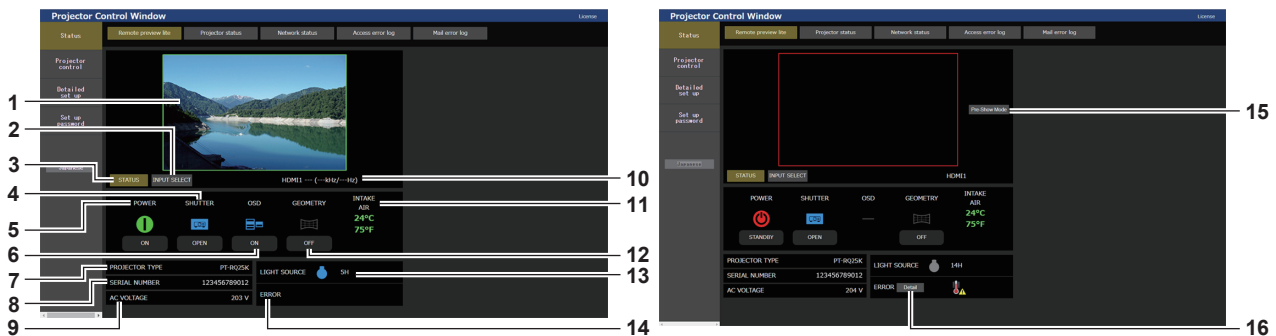 Projector Control Window
License
Status
Remote preview lite
Projector status
Network status
Access error log
Mail error log
Projector
control
Detailed
set up
Set up
password
STATUS
INPUT SELECT
HDMI1 --- (---kHz/---Hz)
POWER
SHUTTER
OSD
GEOMETRY
INTAKE
AIR
24°C
75°F
ON
OPEN
ON
OFF
PROJECTOR TYPE
PT-RQ25K
SERIAL NUMBER
123456789012
AC VOLTAGE
203 V
LIGHT SOURCE
5H
ERROR
1
2
3
4
5
6
7
8
9
10
11
12
13
14
Projector Control Window
License
Status
Remote preview lite
Projector status
Network status
Access error log
Mail error log
Projector
control
Detailed
set up
Set up
password
Pre-Show Mode
STATUS
INPUT SELECT
HDMI1
POWER
SHUTTER
OSD
GEOMETRY
INTAKE
AIR
24°C
75°F
STANDBY
OPEN
OFF
PROJECTOR TYPE
PT-RQ25K
SERIAL NUMBER
123456789012
AC VOLTAGE
204 V
LIGHT SOURCE
14H
ERROR
Detail
15
16